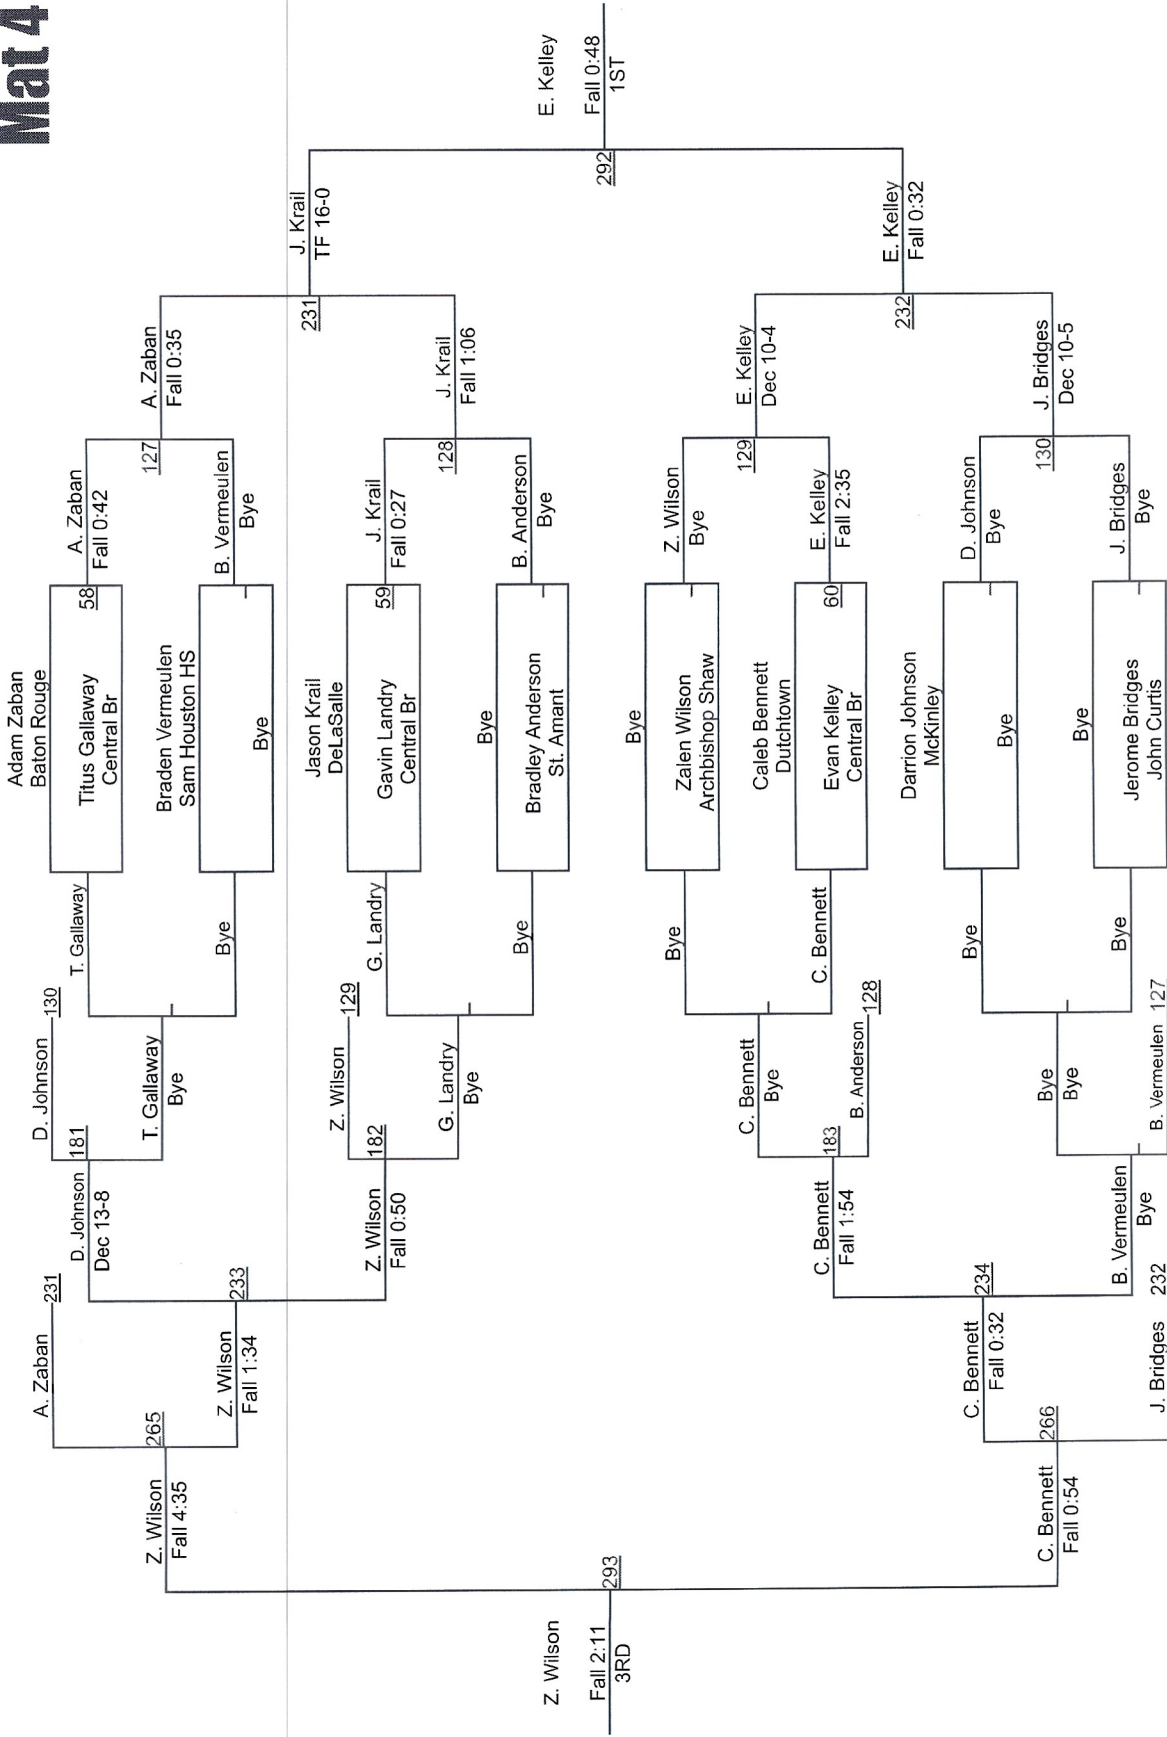 Mat 4
Adam Zaban
Baton Rouge
58
Titus Gallaway
Central Br
Braden Vermeulen
Sam Houston HS
Bye
Jason Krail
DeLaSalle
59
Gavin Landry
Central Br
Bye
Bradley Anderson
St. Amant
Bye
Zalen Wilson
Archbishop Shaw
Caleb Bennett
Dutchtown
60
Evan Kelley
Central Br
Darrion Johnson
McKinley
Bye
Bye
Jerome Bridges
John Curtis
A. Zaban
Fall 0:42
127
B. Vermeulen
Bye
J. Krail
Fall 0:27
128
B. Anderson
Bye
Z. Wilson
Bye
129
E. Kelley
Fall 2:35
D. Johnson
Bye
130
J. Bridges
Bye
A. Zaban
Fall 0:35
231
J. Krail
Fall 1:06
E. Kelley
Dec 10-4
232
J. Bridges
Dec 10-5
J. Krail
TF 16-0
292
E. Kelley
Fall 0:32
E. Kelley
Fall 0:48
1ST
T. Gallaway
Bye
G. Landry
Bye
Bye
C. Bennett
Bye
Bye
D. Johnson 130
181
T. Gallaway
Bye
Z. Wilson 129
182
G. Landry
Bye
C. Bennett
Bye
183
B. Anderson 128
Bye
Bye
B. Vermeulen 127
A. Zaban 231
D. Johnson
Dec 13-8
233
Z. Wilson
Fall 0:50
C. Bennett
Fall 1:54
234
B. Vermeulen
Bye
J. Bridges 232
265
Z. Wilson
Fall 1:34
C. Bennett
Fall 0:32
266
Z. Wilson
Fall 4:35
293
C. Bennett
Fall 0:54
Z. Wilson
Fall 2:11
3RD